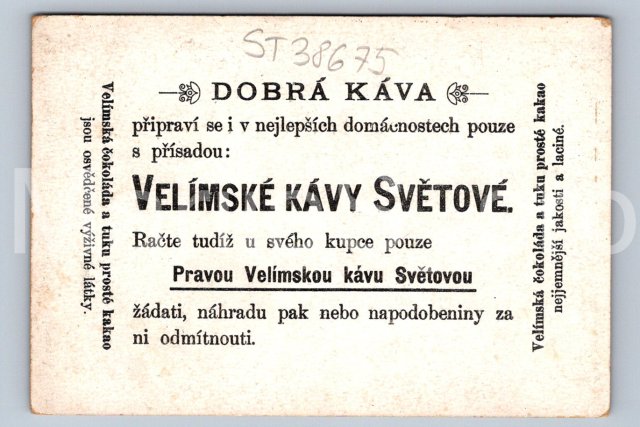 ST38675
DOBRÁ KÁVA
připraví se i v nejlepších domácnostech pouze
s přísadou:
VELÍMSKÉ KÁVY SVĚTOVÉ.
Račte tudíž u svého kupce pouze
Pravou Velímskou kávu Světovou
žádati, náhradu pak nebo napodobeniny za
ni odmítnouti.
Velímská čokoláda a tuku prosté kakao
jsou osvědčené výživné látky.
Velímská čokoláda a tuku prosté kakao
nejjemnější jakosti a laciné.